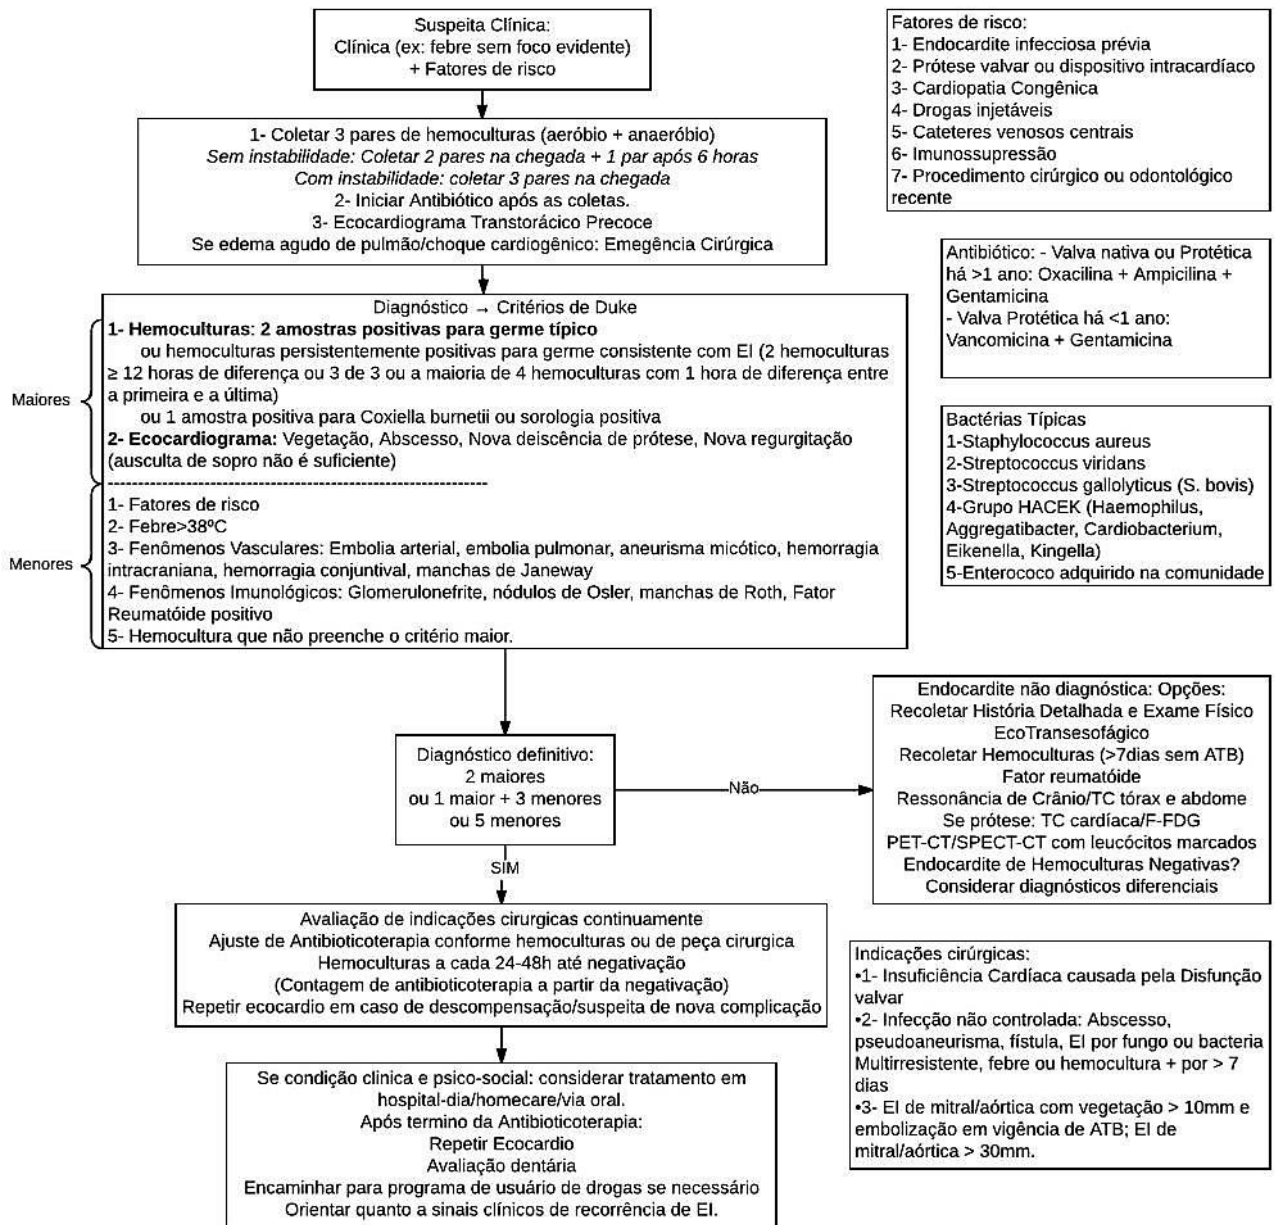 Suspeita Clínica:
Clínica (ex: febre sem foco evidente)
+ Fatores de risco
Fatores de risco:
1- Endocardite infecciosa prévia
2- Prótese valvar ou dispositivo intracardíaco
3- Cardiopatia Congênica
4- Drogas injetáveis
5- Cateteres venosos centrais
6- Imunossupressão
7- Procedimento cirúrgico ou odontológico
recente
1- Coletar 3 pares de hemoculturas (aeróbio + anaeróbio)
Sem instabilidade: Coletar 2 pares na chegada + 1 par após 6 horas
Com instabilidade: coletar 3 pares na chegada
2- Iniciar Antibiótico após as coletas.
3- Ecocardiograma Transtorácico Precoce
Se edema agudo de pulmão/choque cardiogênico: Emegência Cirúrgica
Antibiótico: - Valva nativa ou Protética
há >1 ano: Oxacilina + Ampicilina +
Gentamicina
- Valva Protética há <1 ano:
Vancomicina + Gentamicina
Diagnóstico → Critérios de Duke
Maiores
1- Hemoculturas: 2 amostras positivas para germe típico
ou hemoculturas persistentemente positivas para germe consistente com EI (2 hemoculturas
≥ 12 horas de diferença ou 3 de 3 ou a maioria de 4 hemoculturas com 1 hora de diferença entre
a primeira e a última)
ou 1 amostra positiva para Coxiella burnetii ou sorologia positiva
2- Ecocardiograma: Vegetação, Abscesso, Nova deiscência de prótese, Nova regurgitação
(ausculta de sopro não é suficiente)
Menores
1- Fatores de risco
2- Febre>38ºC
3- Fenômenos Vasculares: Embolia arterial, embolia pulmonar, aneurisma micótico, hemorragia
intracraniana, hemorragia conjuntival, manchas de Janeway
4- Fenômenos Imunológicos: Glomerulonefrite, nódulos de Osler, manchas de Roth, Fator
Reumatóide positivo
5- Hemocultura que não preenche o critério maior.
Bactérias Típicas
1-Staphylococcus aureus
2-Streptococcus viridans
3-Streptococcus gallolyticus (S. bovis)
4-Grupo HACEK (Haemophilus,
Aggregatibacter, Cardiobacterium,
Eikenella, Kingella)
5-Enterococo adquirido na comunidade
Diagnóstico definitivo:
2 maiores
ou 1 maior + 3 menores
ou 5 menores
Não
Endocardite não diagnóstica: Opções:
Recoletar História Detalhada e Exame Físico
EcoTransesofágico
Recoletar Hemoculturas (>7dias sem ATB)
Fator reumatóide
Ressonância de Crânio/TC tórax e abdome
Se prótese: TC cardíaca/F-FDG
PET-CT/SPECT-CT com leucócitos marcados
Endocardite de Hemoculturas Negativas?
Considerar diagnósticos diferenciais
SIM
Avaliação de indicações cirurgicas continuamente
Ajuste de Antibioticoterapia conforme hemoculturas ou de peça cirurgica
Hemoculturas a cada 24-48h até negativação
(Contagem de antibioticoterapia a partir da negativação)
Repetir ecocardio em caso de descompensação/suspeita de nova complicação
Indicações cirúrgicas:
•1- Insuficiência Cardíaca causada pela Disfunção
valvar
•2- Infecção não controlada: Abscesso,
pseudoaneurisma, fístula, EI por fungo ou bacteria
Multirresistente, febre ou hemocultura + por > 7
dias
•3- EI de mitral/aórtica com vegetação > 10mm e
embolização em vigência de ATB; EI de
mitral/aórtica > 30mm.
Se condição clinica e psico-social: considerar tratamento em
hospital-dia/homecare/via oral.
Após termino da Antibioticoterapia:
Repetir Ecocardio
Avaliação dentária
Encaminhar para programa de usuário de drogas se necessário
Orientar quanto a sinais clínicos de recorrência de EI.